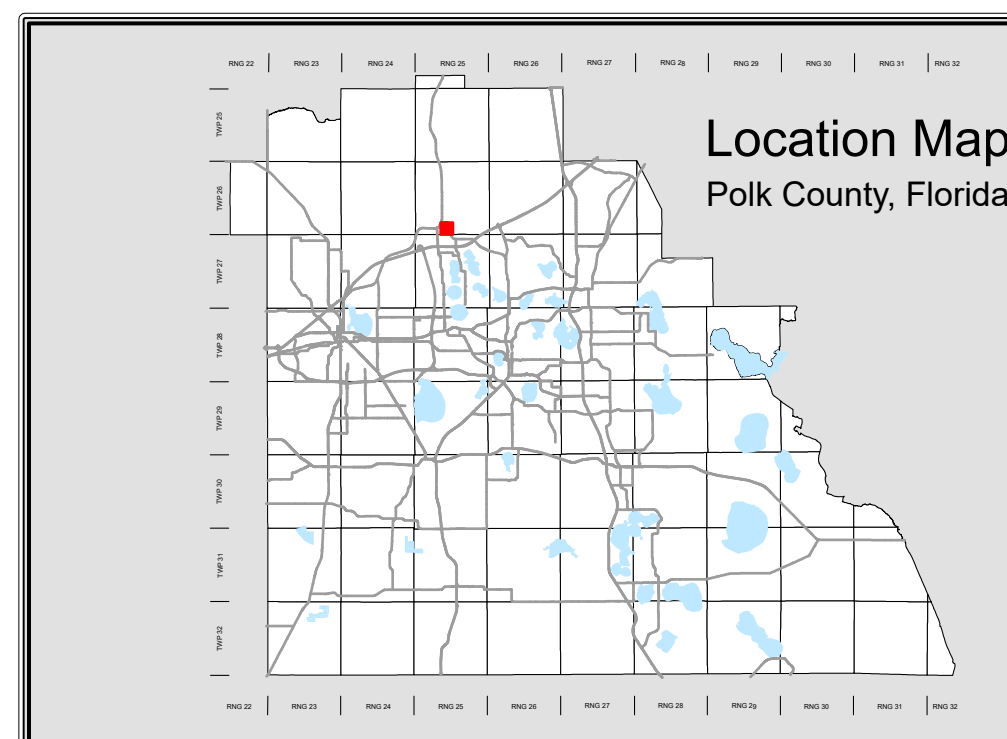 RNG 22 RNG 23 RNG 24 RNG 25 RNG 26 RNG 27 RNG 28 RNG 29 RNG 30 RNG 31 RNG 32
Location Map
Polk County, Florida
TWP 25
TWP 26
TWP 27
TWP 28
TWP 29
TWP 30
TWP 31
TWP 32
RNG 22 RNG 23 RNG 24 RNG 25 RNG 26 RNG 27 RNG 28 RNG 29 RNG 30 RNG 31 RNG 32